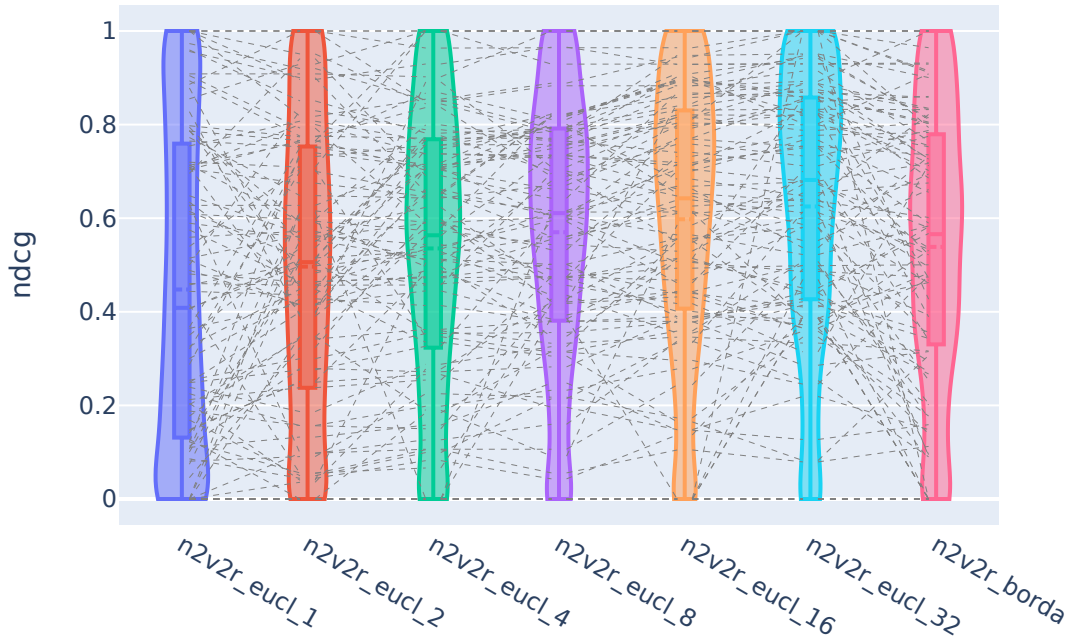 ndcg
1
0.8
0.6
0.4
0.2
0
n2v2r_eucl_1
n2v2r_eucl_2
n2v2r_eucl_4
n2v2r_eucl_8
n2v2r_eucl_16
n2v2r_eucl_32
n2v2r_borda